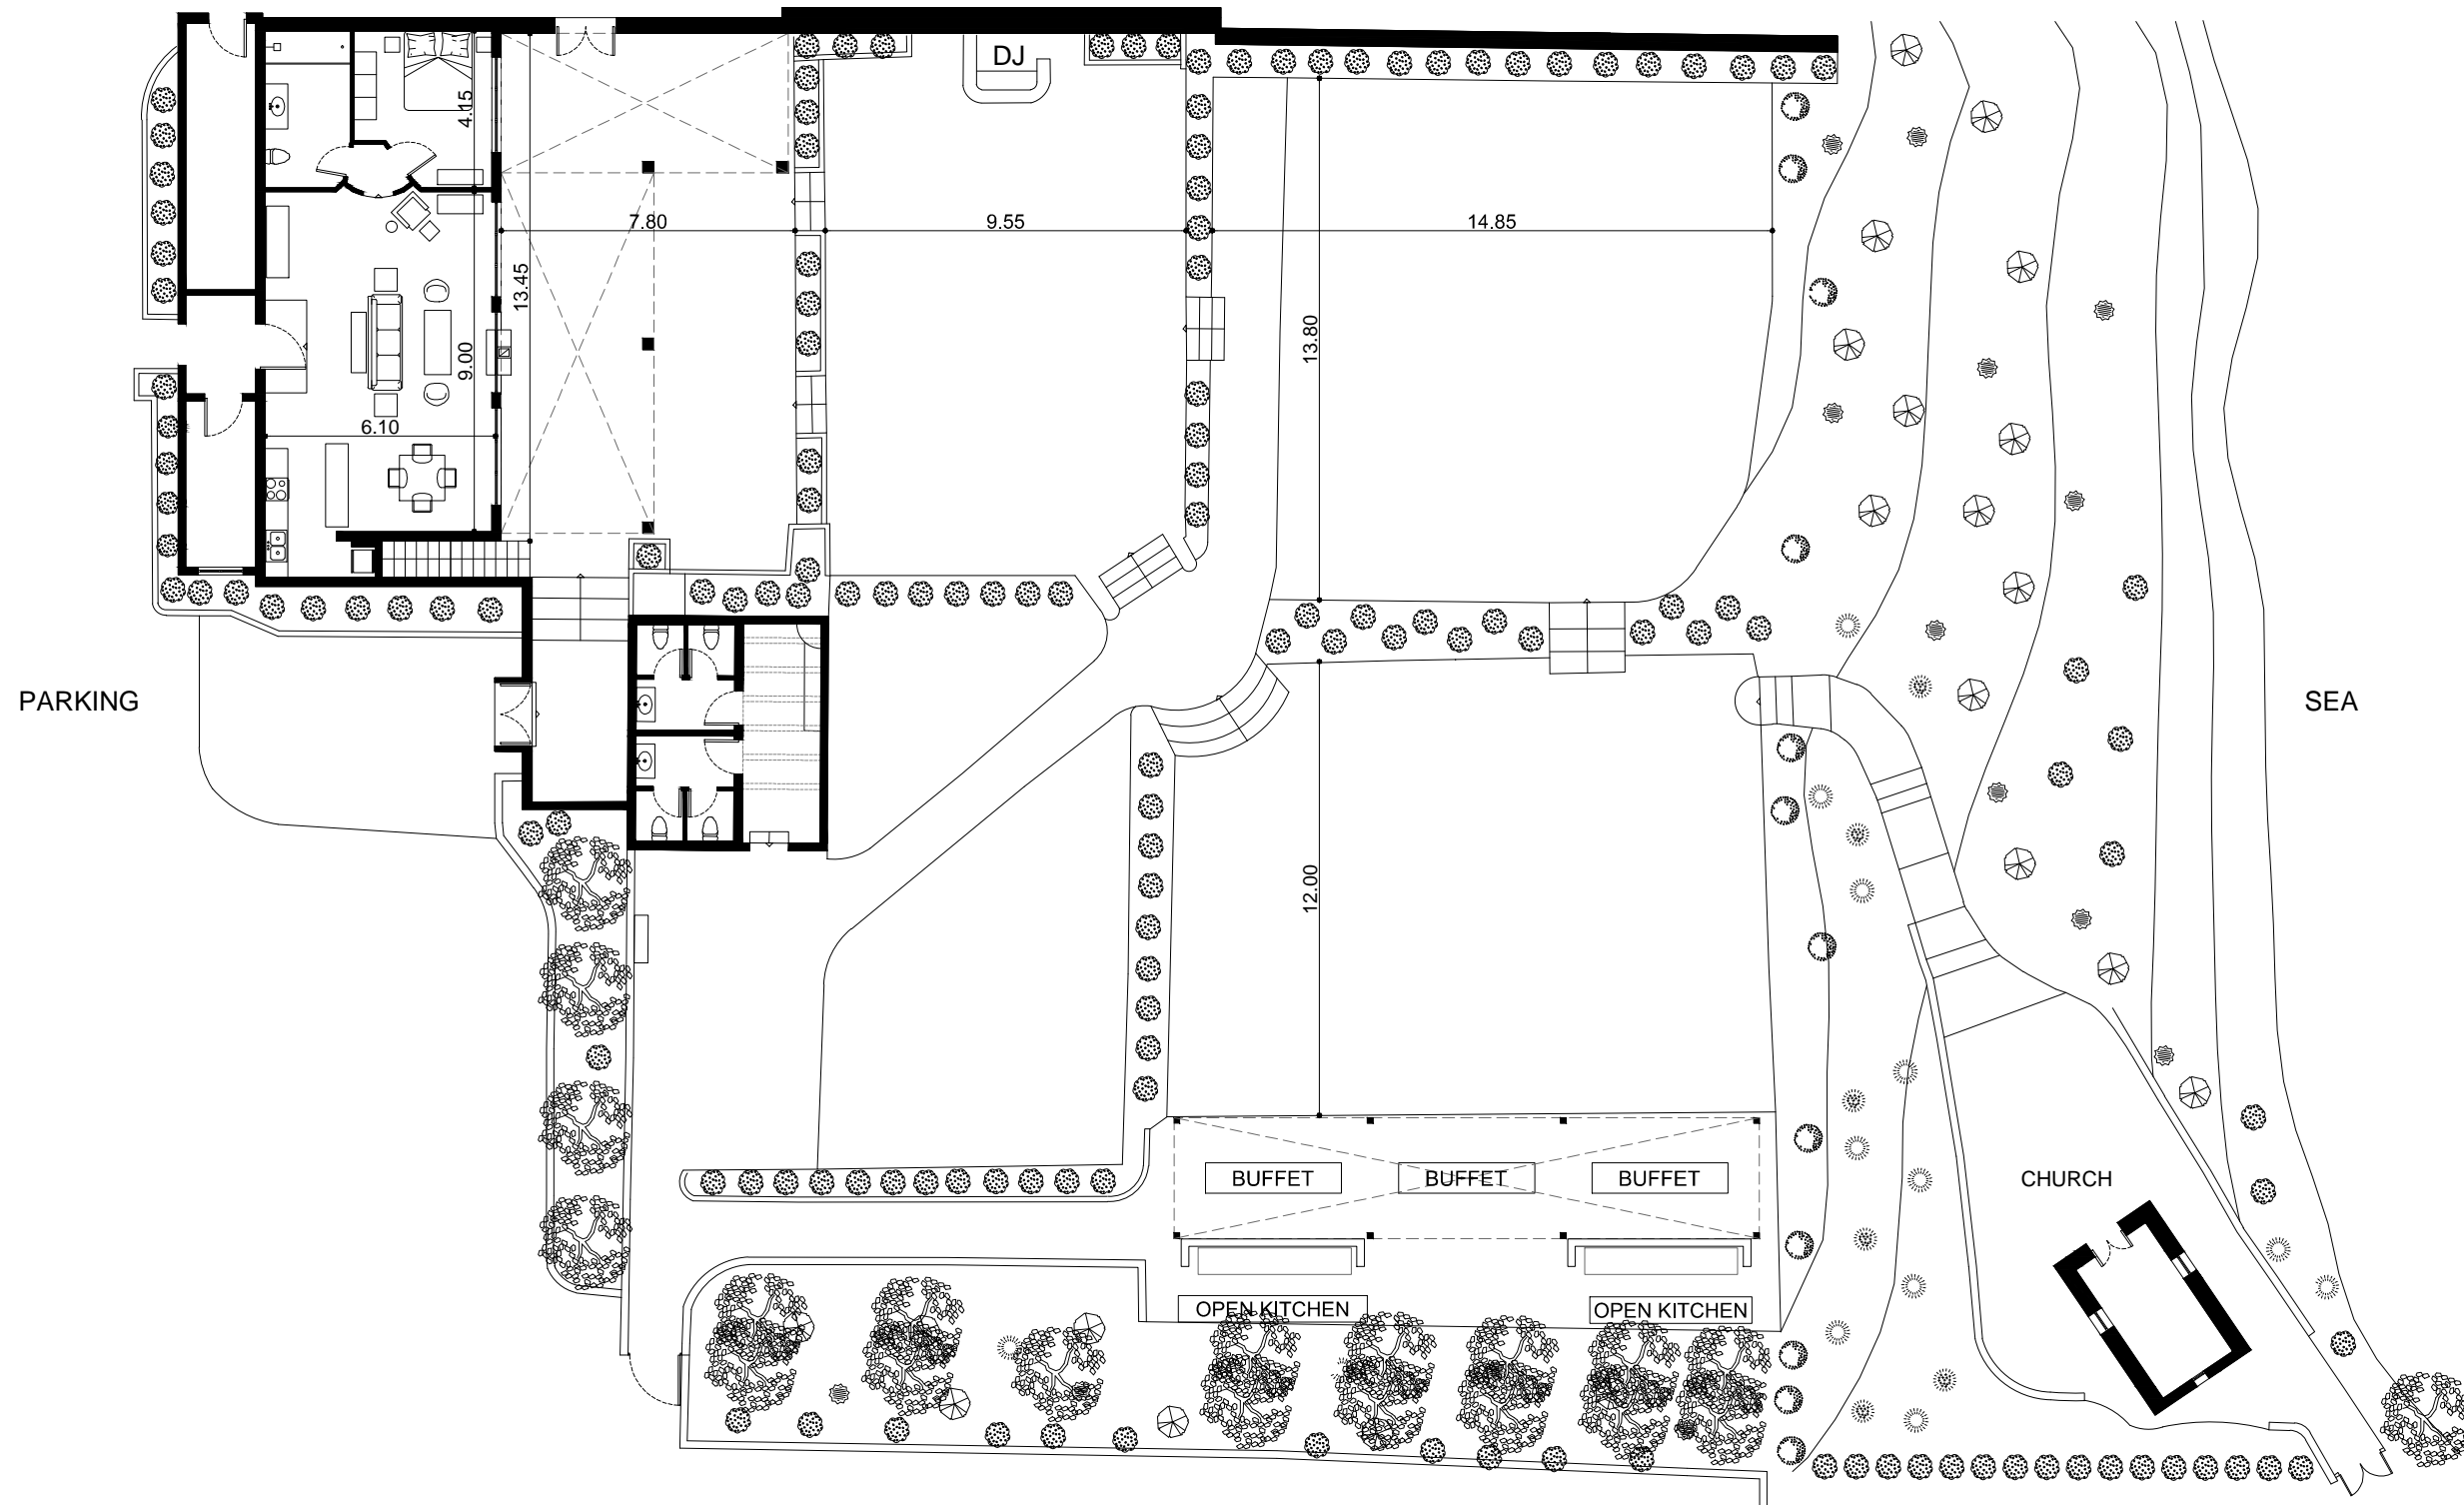 DJ
4.15
7.80
9.55
14.85
13.45
13.80
9.00
6.10
PARKING
SEA
12.00
BUFFET
BUFFET
BUFFET
CHURCH
OPEN KITCHEN
OPEN KITCHEN